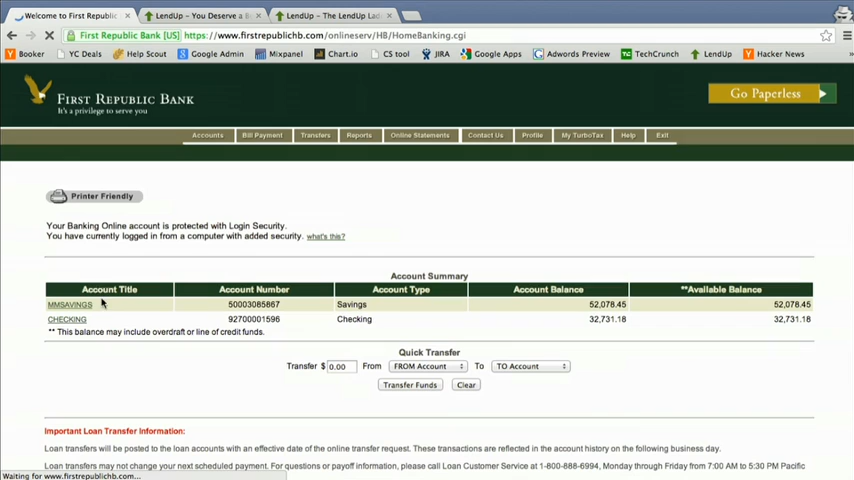 Welcome to First Republi
LendUp – You Deserve a B
LendUp – The LendUp Lad
First Republic Bank [US] https://www.firstrepublichb.com/onlineserv/HB/HomeBanking.cgi
Booker YC Deals Help Scout Google Admin Mixpanel Chart.io CS tool JIRA Google Apps Adwords Preview TechCrunch LendUp Hacker News
FIRST REPUBLIC BANK
It's a privilege to serve you
Go Paperless
Accounts Bill Payment Transfers Reports Online Statements Contact Us Profile My TurboTax Help Exit
Printer Friendly
Your Banking Online account is protected with Login Security.
You have currently logged in from a computer with added security. what's this?
Account Summary
Account Title Account Number Account Type Account Balance **Available Balance
MMSAVINGS 50003085867 Savings 52,078.45 52,078.45
CHECKING 92700001596 Checking 32,731.18 32,731.18
** This balance may include overdraft or line of credit funds.
Quick Transfer
Transfer $ 0.00 From FROM Account To TO Account
Transfer Funds Clear
Important Loan Transfer Information:
Loan transfers will be posted to the loan accounts with an effective date of the online transfer request. These transactions are reflected in the account history on the following business day.
Loan transfers may not change your next scheduled payment. For questions or payoff information, please call Loan Customer Service at 1-800-888-6994, Monday through Friday from 7:00 AM to 5:30 PM Pacific
Waiting for www.firstrepublichb.com...